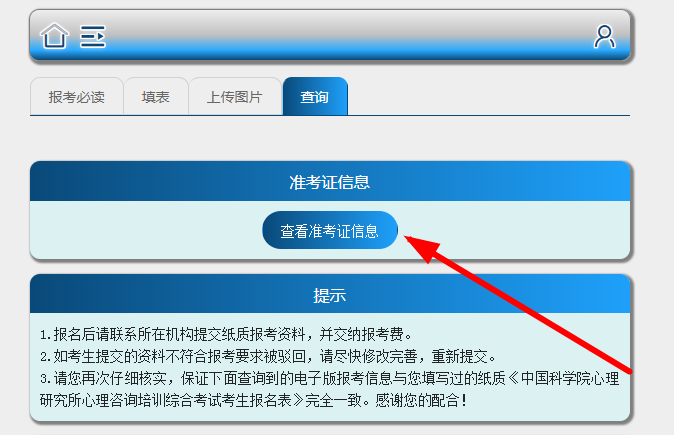 报考必读 填表 上传图片 查询
准考证信息
查看准考证信息
提示
1.报名后请联系所在机构提交纸质报考资料，并交纳报考费。
2.如考生提交的资料不符合报考要求被驳回，请尽快修改完善，重新提交。
3.请您再次仔细核实，保证下面查询到的电子版报考信息与您填写过的纸质《中国科学院心理
研究所心理咨询培训综合考试考生报名表》完全一致。感谢您的配合！